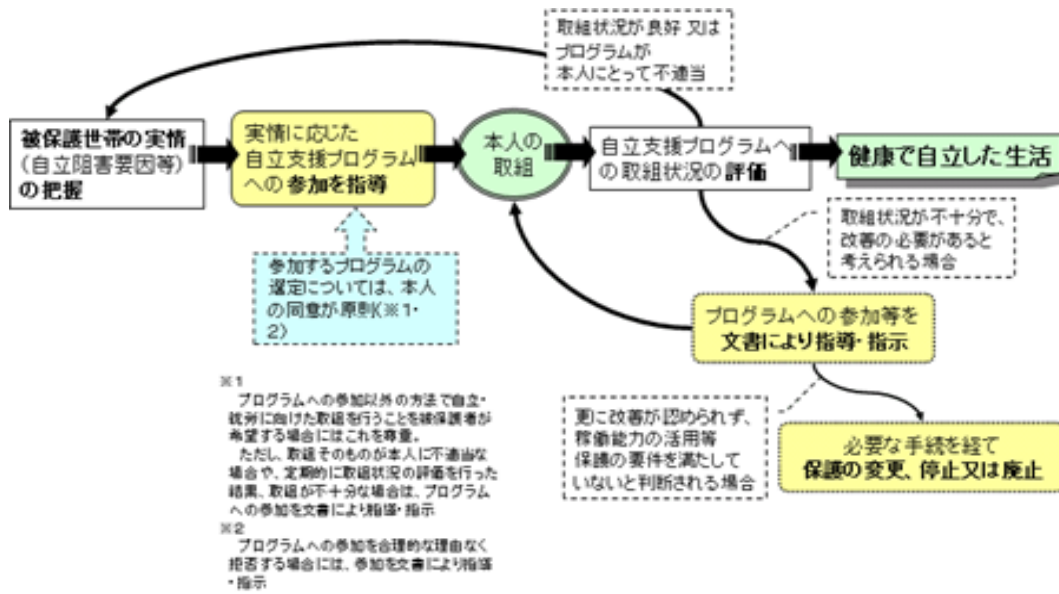 取組状況が良好 又は
プログラムが
本人にとって不適当
被保護世帯の実情
(自立阻害要因等)
の把握
実情に応じた
自立支援プログラム
への参加を指導
本人の
取組
自立支援プログラムへ
の取組状況の評価
健康で自立した生活
取組状況が不十分で、
改善の必要があると
考えられる場合
参加するプログラムの
選定については、本人
の同意が原則(※1・
2)
プログラムへの参加等を
文書により指導・指示
※1
プログラムへの参加以外の方法で自立・
就労に向けた取組を行うことを被保護者が
希望する場合にはこれを尊重。
ただし、取組そのものが本人に不適当な
場合や、定期的に取組状況の評価を行った
結果、取組が不十分な場合は、プログラム
への参加を文書により指導・指示
※2
プログラムへの参加を合理的な理由なく
拒否する場合には、参加を文書により指導
・指示
更に改善が認められず、
稼働能力の活用等
保護の要件を満たして
いないと判断される場合
必要な手続を経て
保護の変更、停止又は廃止